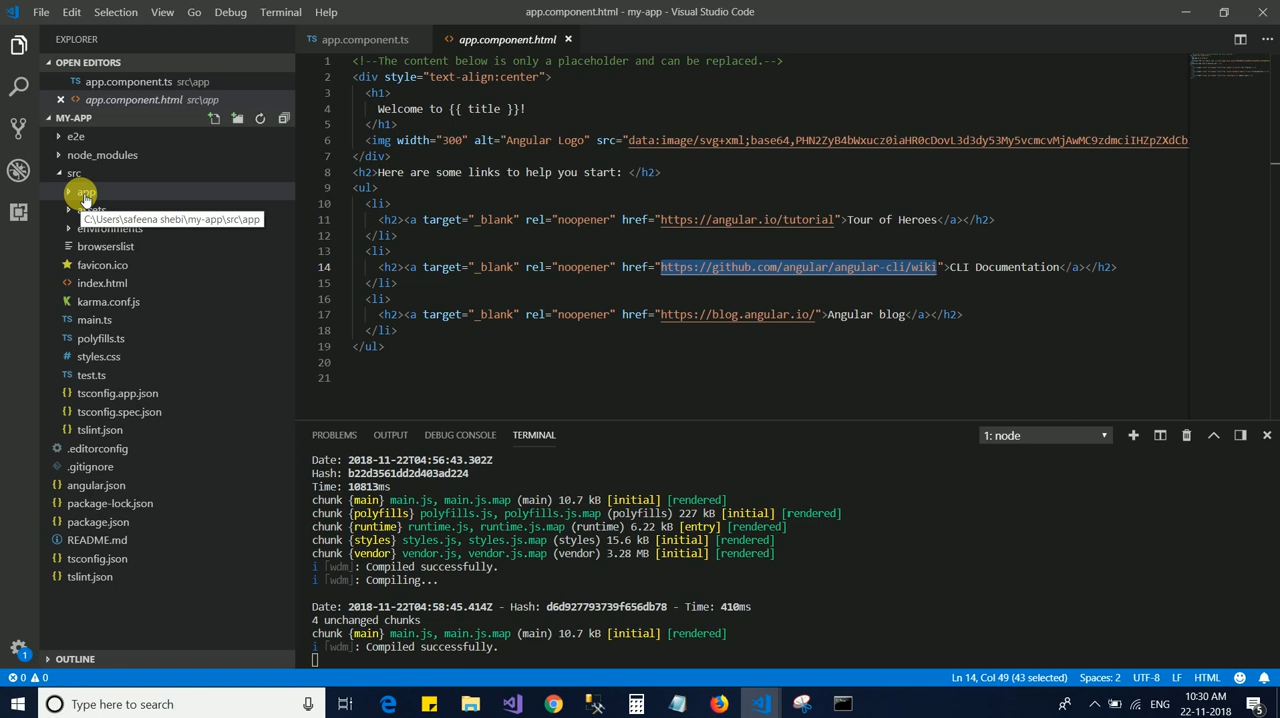 File Edit Selection View Go Debug Terminal Help
app.component.html - my-app - Visual Studio Code
EXPLORER
OPEN EDITORS
app.component.ts src\app
app.component.html src\app
MY-APP
e2e
node_modules
src
app
C:\Users\safeena shebi\my-app\src\app
assets
environments
browserslist
favicon.ico
index.html
karma.conf.js
main.ts
polyfills.ts
styles.css
test.ts
tsconfig.app.json
tsconfig.spec.json
tslint.json
.editorconfig
.gitignore
angular.json
package-lock.json
package.json
README.md
tsconfig.json
tslint.json
OUTLINE
TS app.component.ts
<> app.component.html
1 <!--The content below is only a placeholder and can be replaced.-->
2 <div style="text-align:center">
3 <h1>
4 Welcome to {{ title }}!
5 </h1>
6 <img width="300" alt="Angular Logo" src="data:image/svg+xml;base64,PHN2ZyB4bWxucz0iaHR0cDovL3d3dy53My5vcmcvMjAwMC9zdmciIHZpZXdCb
7 </div>
8 <h2>Here are some links to help you start: </h2>
9 <ul>
10 <li>
11 <h2><a target="_blank" rel="noopener" href="https://angular.io/tutorial">Tour of Heroes</a></h2>
12 </li>
13 <li>
14 <h2><a target="_blank" rel="noopener" href="https://github.com/angular/angular-cli/wiki">CLI Documentation</a></h2>
15 </li>
16 <li>
17 <h2><a target="_blank" rel="noopener" href="https://blog.angular.io/">Angular blog</a></h2>
18 </li>
19 </ul>
20
21
PROBLEMS OUTPUT DEBUG CONSOLE TERMINAL
1: node
Date: 2018-11-22T04:56:43.302Z
Hash: b22d3561dd2d403ad224
Time: 10813ms
chunk {main} main.js, main.js.map (main) 10.7 kB [initial] [rendered]
chunk {polyfills} polyfills.js, polyfills.js.map (polyfills) 227 kB [initial] [rendered]
chunk {runtime} runtime.js, runtime.js.map (runtime) 6.22 kB [entry] [rendered]
chunk {styles} styles.js, styles.js.map (styles) 15.6 kB [initial] [rendered]
chunk {vendor} vendor.js, vendor.js.map (vendor) 3.28 MB [initial] [rendered]
i ｢wdm｣: Compiled successfully.
i ｢wdm｣: Compiling...
Date: 2018-11-22T04:58:45.414Z - Hash: d6d927793739f656db78 - Time: 410ms
4 unchanged chunks
chunk {main} main.js, main.js.map (main) 10.7 kB [initial] [rendered]
i ｢wdm｣: Compiled successfully.
1
0 0
Ln 14, Col 49 (43 selected) Spaces: 2 UTF-8 LF HTML
Type here to search
ENG
10:30 AM
22-11-2018
5